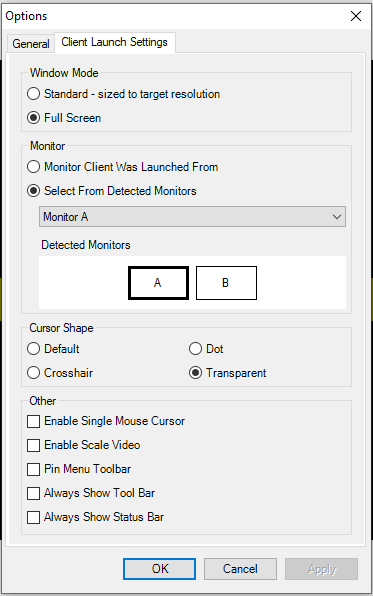 Options
General Client Launch Settings
Window Mode
Standard - sized to target resolution
Full Screen
Monitor
Monitor Client Was Launched From
Select From Detected Monitors
Monitor A
Detected Monitors
A B
Cursor Shape
Default Dot
Crosshair Transparent
Other
Enable Single Mouse Cursor
Enable Scale Video
Pin Menu Toolbar
Always Show Tool Bar
Always Show Status Bar
OK Cancel Apply